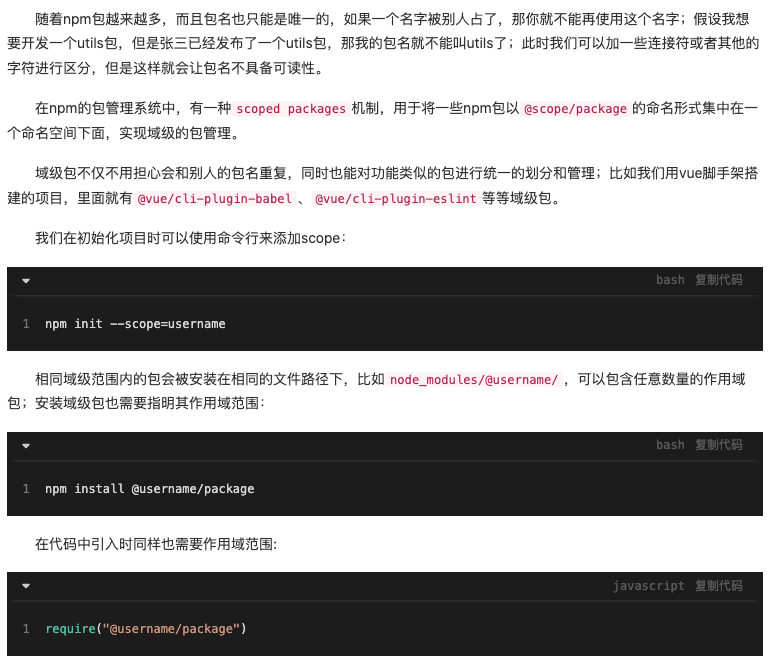 随着npm包越来越多，而且包名也只能是唯一的，如果一个名字被别人占了，那你就不能再使用这个名字；假设我想
要开发一个utils包，但是张三已经发布了一个utils包，那我的包名就不能叫utils了；此时我们可以加一些连接符或者其他的
字符进行区分，但是这样就会让包名不具备可读性。
在npm的包管理系统中，有一种 scoped packages 机制，用于将一些npm包以 @scope/package 的命名形式集中在一
个命名空间下面，实现域级的包管理。
域级包不仅不用担心会和别人的包名重复，同时也能对功能类似的包进行统一的划分和管理；比如我们用vue脚手架搭
建的项目，里面就有 @vue/cli-plugin-babel 、 @vue/cli-plugin-eslint 等等域级包。
我们在初始化项目时可以使用命令行来添加scope：
bash 复制代码
1 npm init --scope=username
相同域级范围内的包会被安装在相同的文件路径下，比如 node_modules/@username/ ，可以包含任意数量的作用域
包；安装域级包也需要指明其作用域范围：
bash 复制代码
1 npm install @username/package
在代码中引入时同样也需要作用域范围:
javascript 复制代码
1 require("@username/package")